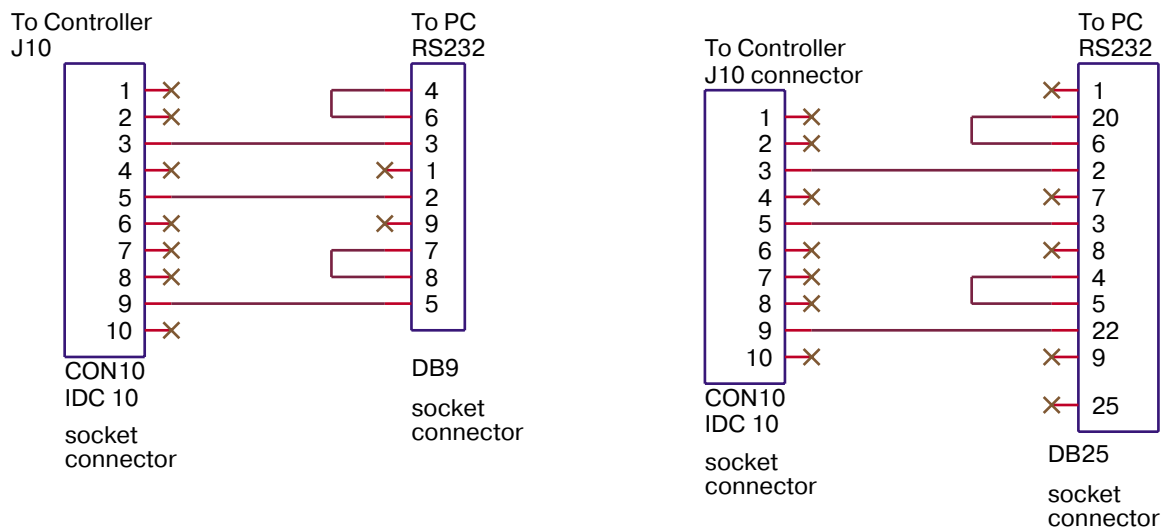 To Controller
J10
1
2
3
4
5
6
7
8
9
10
CON10
IDC 10
socket
connector
To PC
RS232
4
6
3
1
2
9
7
8
5
DB9
socket
connector
To Controller
J10 connector
1
2
3
4
5
6
7
8
9
10
CON10
IDC 10
socket
connector
To PC
RS232
1
20
6
2
7
3
8
4
5
22
9
25
DB25
socket
connector